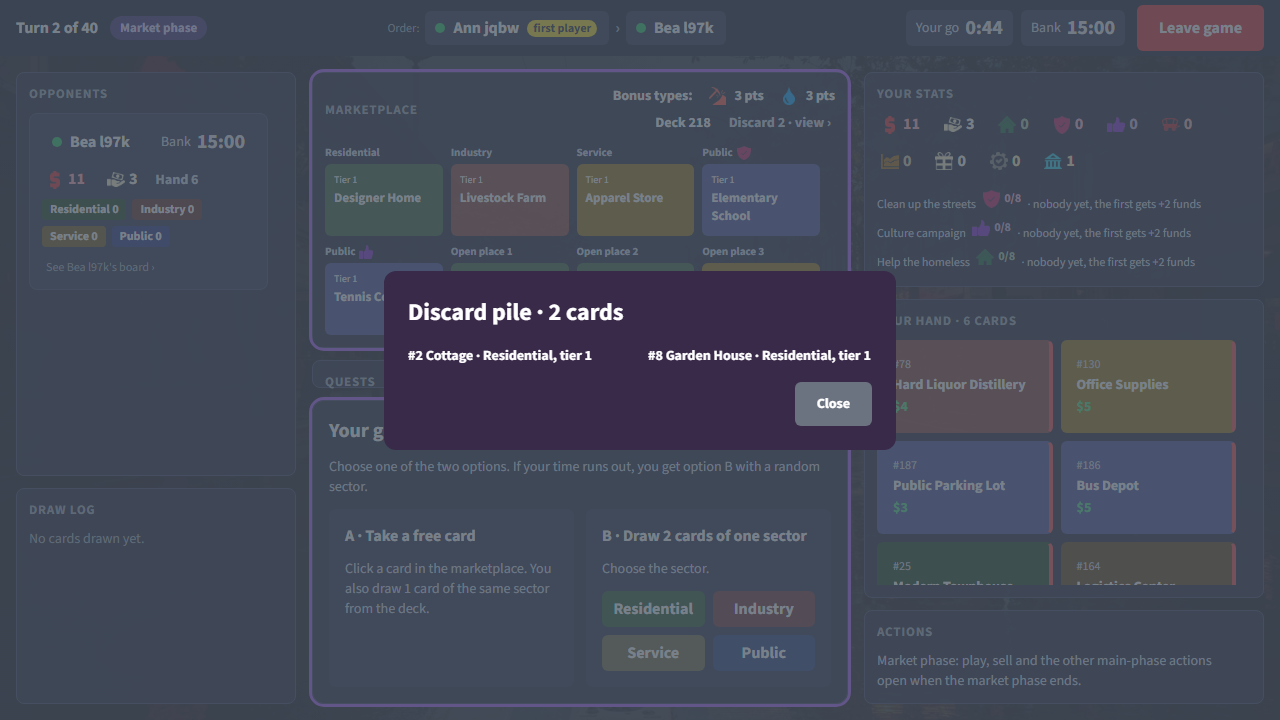 Turn 2 of 40
Market phase
Order:
Ann jqbw
first player
›
Bea l97k
Your go 0:44
Bank 15:00
Leave game
OPPONENTS
Bea l97k
Bank 15:00
11
3
Hand 6
Residential 0
Industry 0
Service 0
Public 0
See Bea l97k's board ›
DRAW LOG
No cards drawn yet.
MARKETPLACE
Bonus types:
3 pts
3 pts
Deck 218
Discard 2 · view ›
Residential
Industry
Service
Public
Tier 1
Designer Home
Tier 1
Livestock Farm
Tier 1
Apparel Store
Tier 1
Elementary
School
Public
Open place 1
Open place 2
Open place 3
Tier 1
Tennis
Discard pile · 2 cards
#2 Cottage · Residential, tier 1
#8 Garden House · Residential, tier 1
Close
QUESTS
Your g
Choose one of the two options. If your time runs out, you get option B with a random
sector.
A · Take a free card
Click a card in the marketplace. You
also draw 1 card of the same sector
from the deck.
B · Draw 2 cards of one sector
Choose the sector.
Residential
Industry
Service
Public
YOUR STATS
11
3
0
0
0
0
0
0
0
1
Clean up the streets 0/8 · nobody yet, the first gets +2 funds
Culture campaign 0/8 · nobody yet, the first gets +2 funds
Help the homeless 0/8 · nobody yet, the first gets +2 funds
UR HAND · 6 CARDS
#78
Hard Liquor Distillery
$4
#130
Office Supplies
$5
#187
Public Parking Lot
$3
#186
Bus Depot
$5
#25
Modern Townhouse
#164
Logistics Center
ACTIONS
Market phase: play, sell and the other main-phase actions
open when the market phase ends.